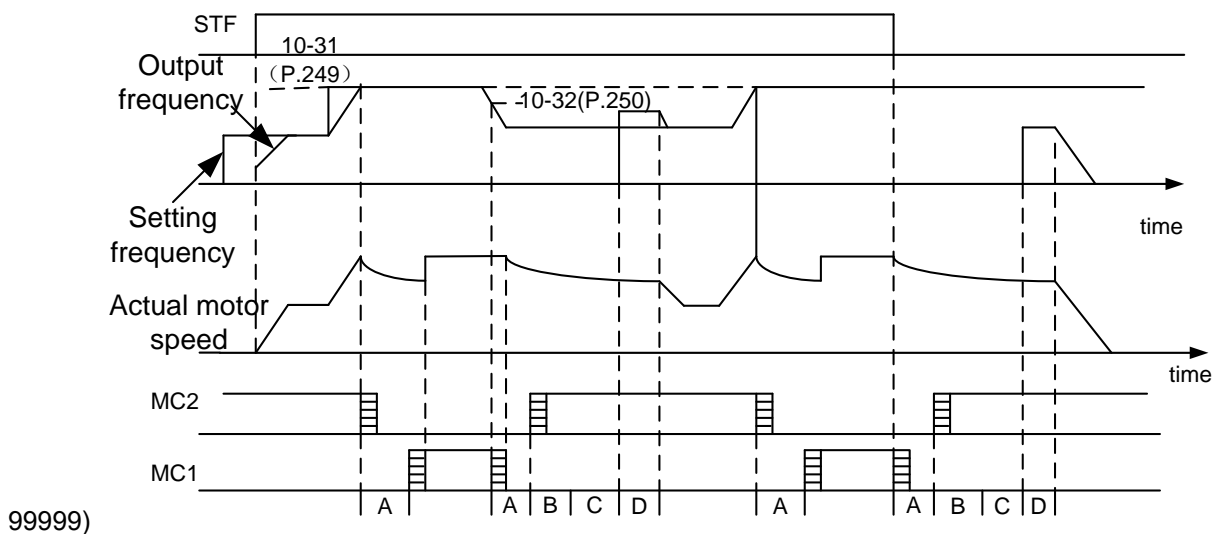 STF
10-31
（P.249）
Output
frequency
-10-32(P.250)
Setting
frequency
time
Actual motor
speed
time
MC2
MC1
A A B C D A A B C D
99999)